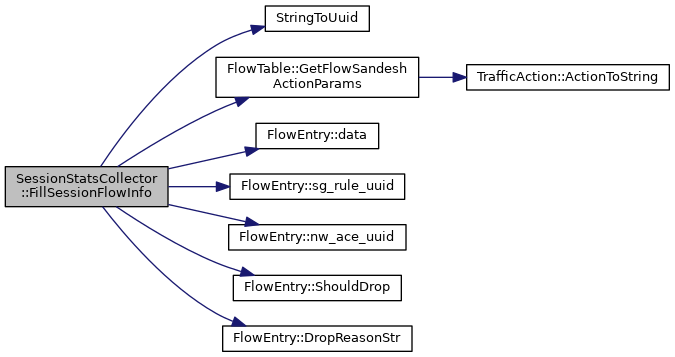 StringToUuid
FlowTable::GetFlowSandesh
ActionParams
TrafficAction::ActionToString
FlowEntry::data
SessionStatsCollector
::FillSessionFlowInfo
FlowEntry::sg_rule_uuid
FlowEntry::nw_ace_uuid
FlowEntry::ShouldDrop
FlowEntry::DropReasonStr